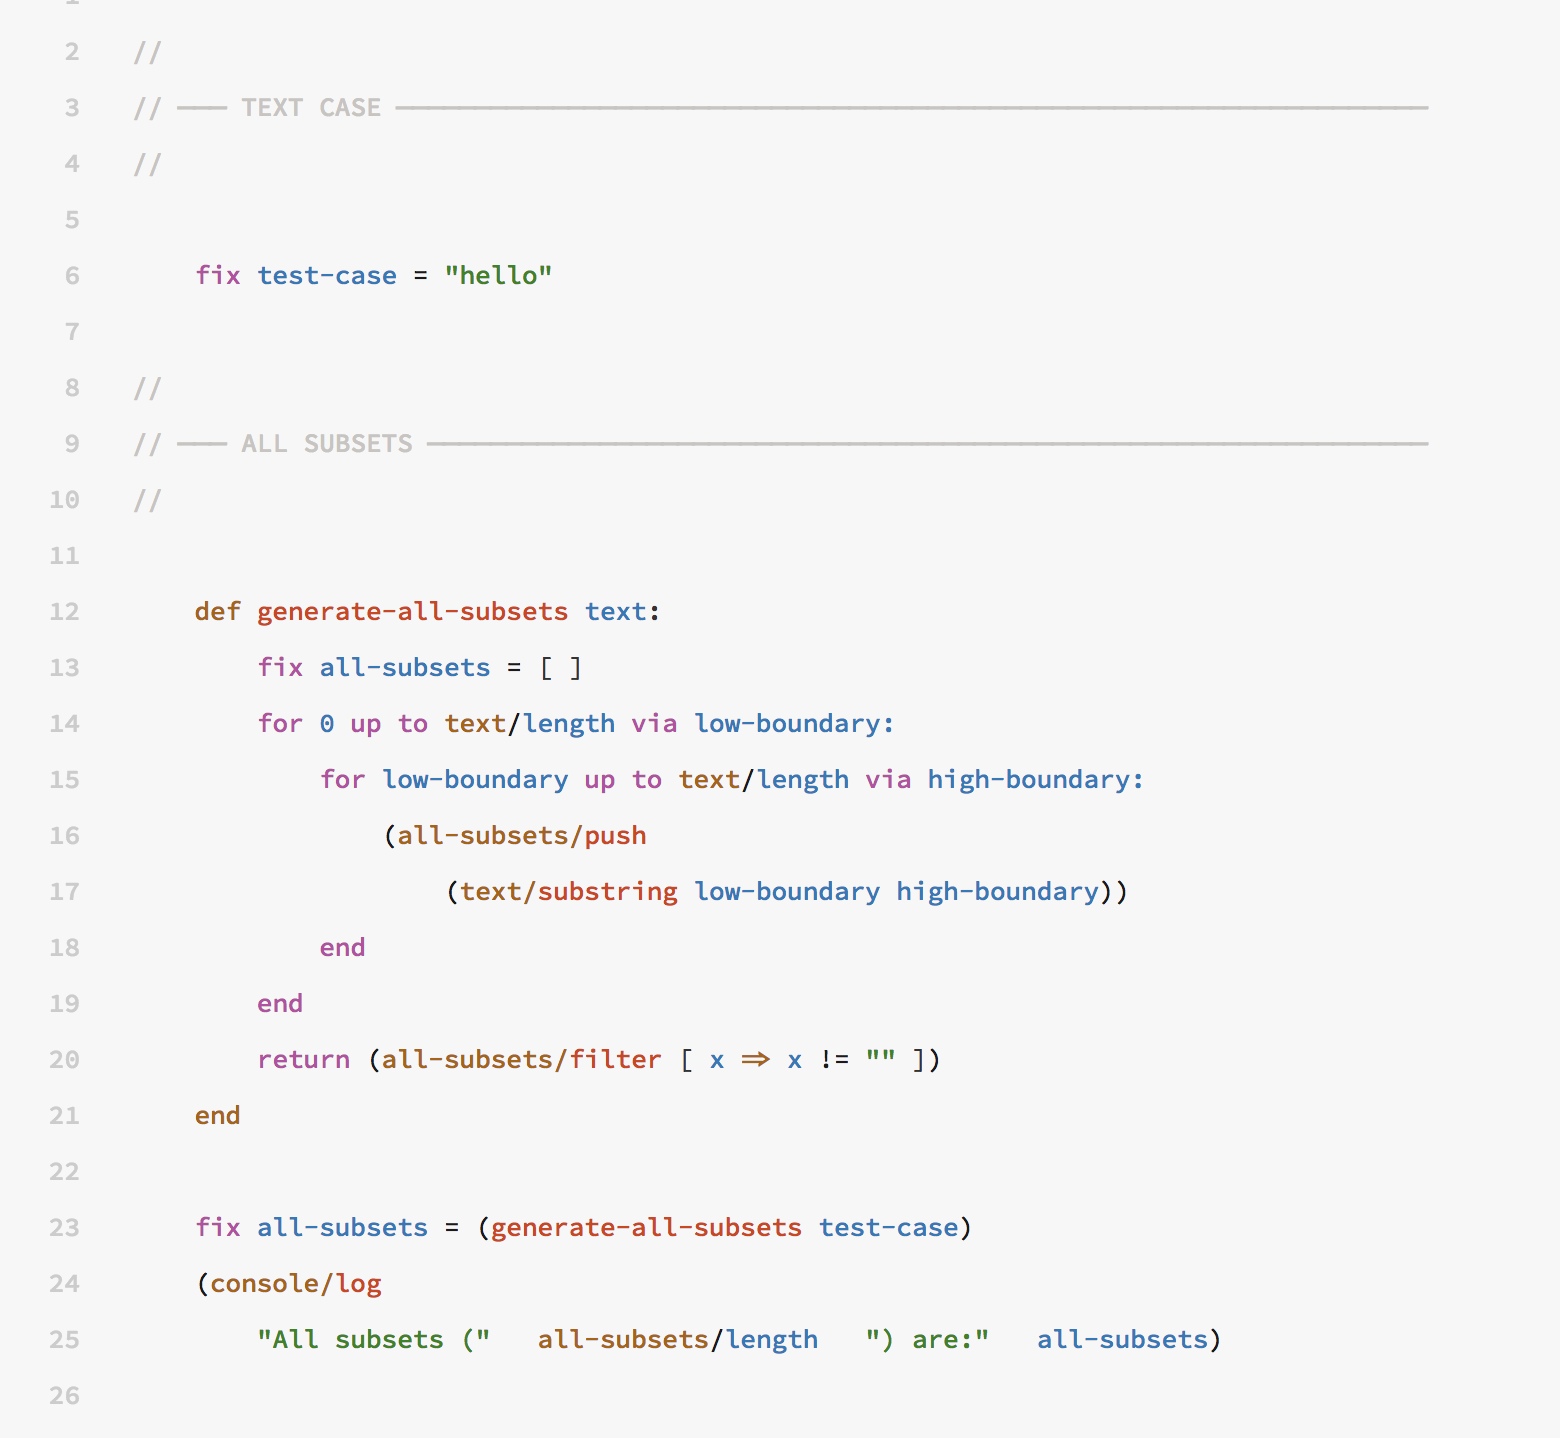 1
2 //
3 // ─── TEXT CASE ──────────────────────────────────────────────────────────────────
4 //
5
6     fix test-case = "hello"
7
8 //
9 // ─── ALL SUBSETS ────────────────────────────────────────────────────────────────
10 //
11
12     def generate-all-subsets text:
13         fix all-subsets = [ ]
14         for 0 up to text/length via low-boundary:
15             for low-boundary up to text/length via high-boundary:
16                 (all-subsets/push
17                     (text/substring low-boundary high-boundary))
18             end
19         end
20         return (all-subsets/filter [ x => x != "" ])
21     end
22
23     fix all-subsets = (generate-all-subsets test-case)
24     (console/log
25         "All subsets ("   all-subsets/length   ") are:"   all-subsets)
26